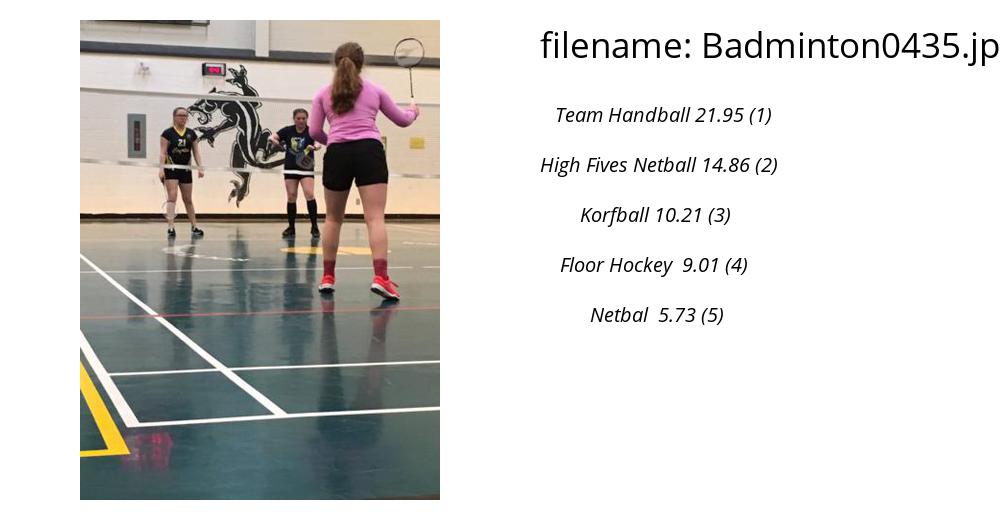 filename: Badminton0435.jp
Team Handball 21.95 (1)
High Fives Netball 14.86 (2)
Korfball 10.21 (3)
Floor Hockey  9.01 (4)
Netbal  5.73 (5)
21